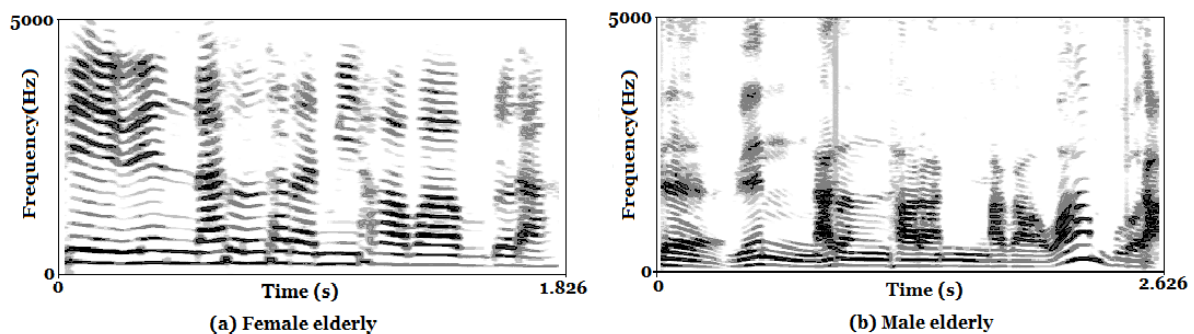 5000
Frequency(Hz)
0
0
Time (s)
1.826
(a) Female elderly
5000
Frequency(Hz)
0
0
Time (s)
2.626
(b) Male elderly